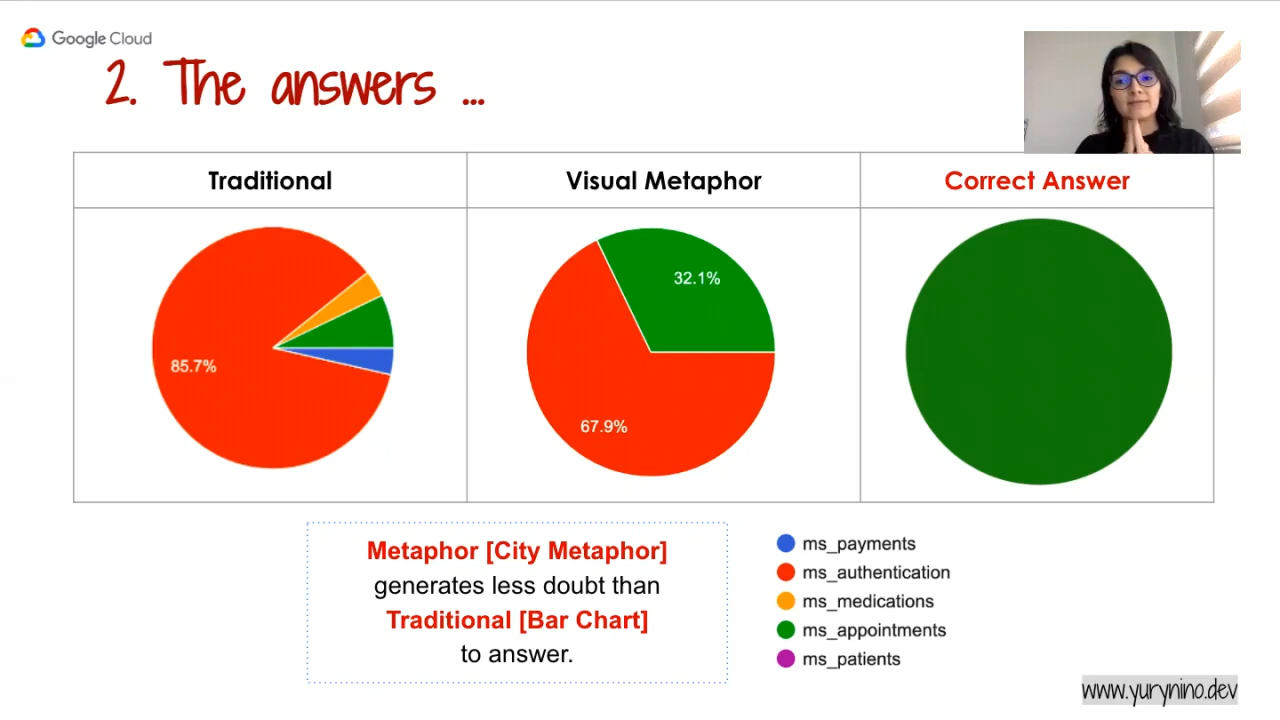 Google Cloud
2. The answers ...
Traditional
Visual Metaphor
Correct Answer
85.7%
32.1%
67.9%
Metaphor [City Metaphor]
generates less doubt than
Traditional [Bar Chart]
to answer.
ms_payments
ms_authentication
ms_medications
ms_appointments
ms_patients
www.yurynino.dev